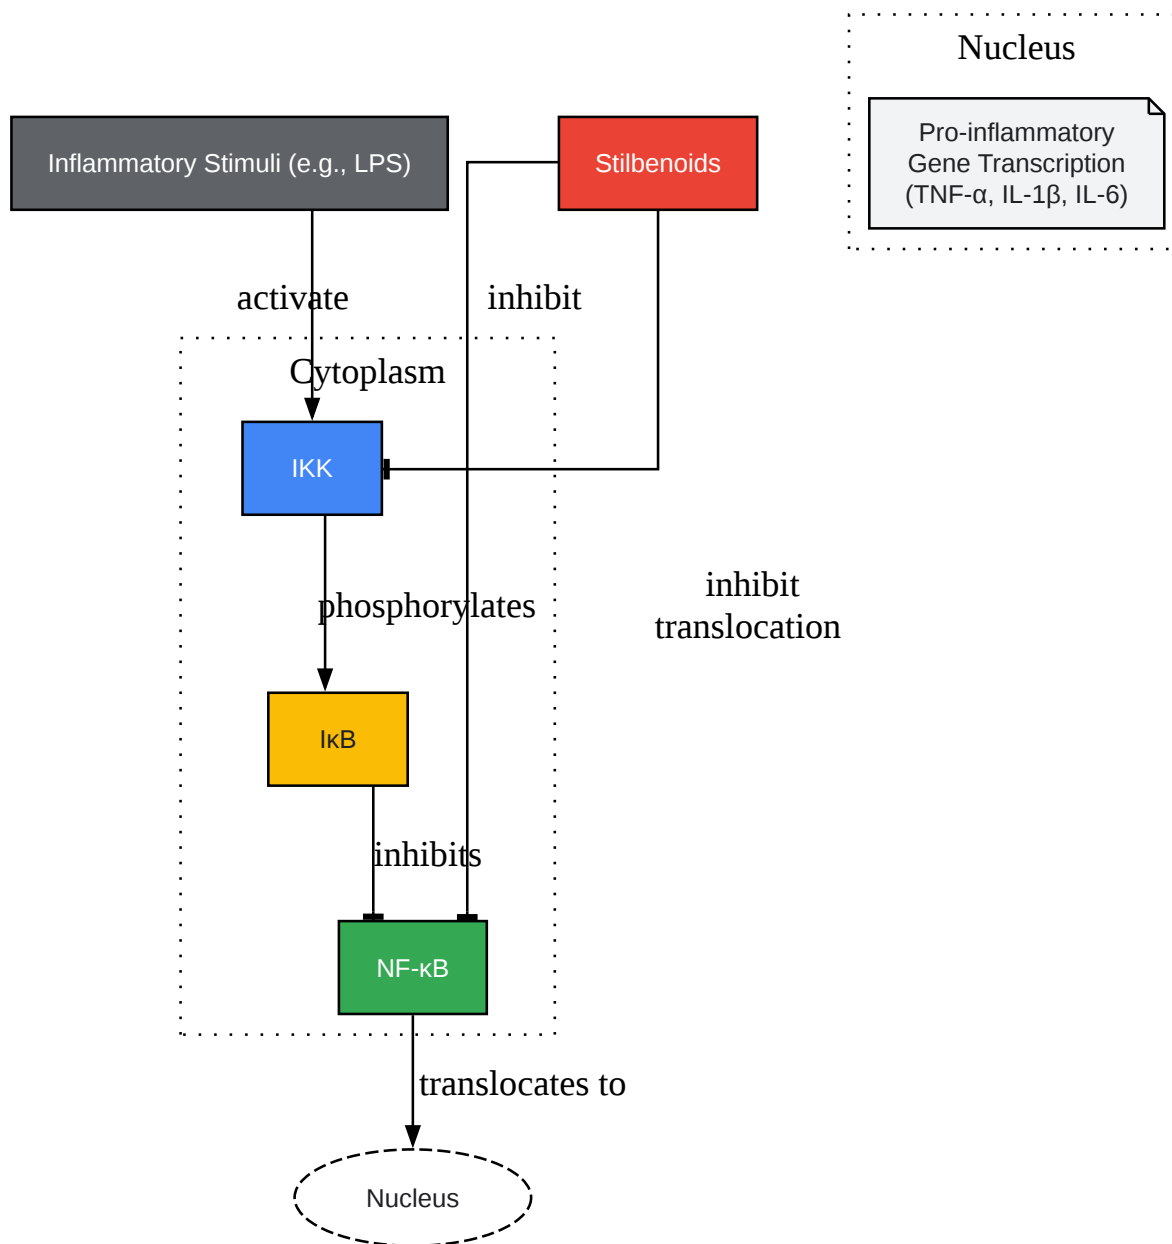 Nucleus
Pro-inflammatory
Gene Transcription
(TNF-α, IL-1β, IL-6)
Inflammatory Stimuli (e.g., LPS)
Stilbenoids
activate
inhibit
Cytoplasm
IKK
phosphorylates
inhibit
translocation
IκB
inhibits
NF-κB
translocates to
Nucleus